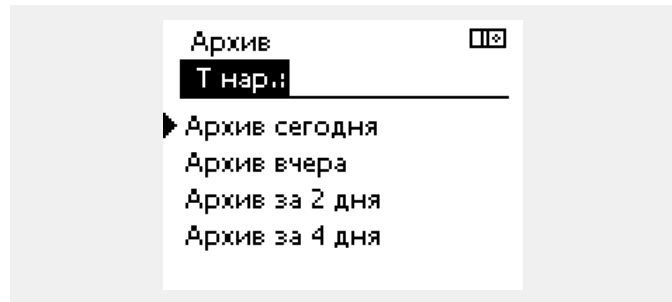 Архив
Т нар.:
Архив сегодня
Архив вчера
Архив за 2 дня
Архив за 4 дня